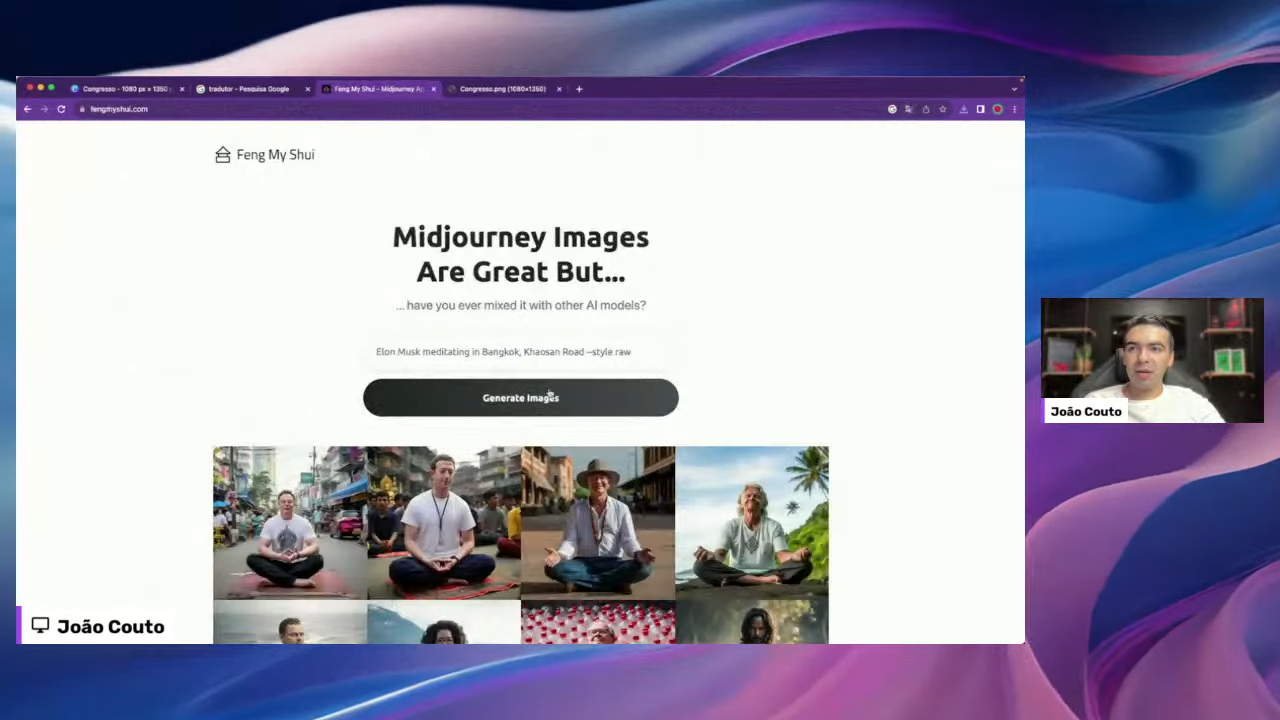 Congresso - 1080 px × 1350
tradutor - Pesquisa Google
Feng My Shui – Midjourney Ap
Congresso.png (1080×1350)
fengmyshui.com
Feng My Shui
Midjourney Images
Are Great But...
... have you ever mixed it with other AI models?
Elon Musk meditating in Bangkok, Khaosan Road --style raw
Generate Images
João Couto
João Couto